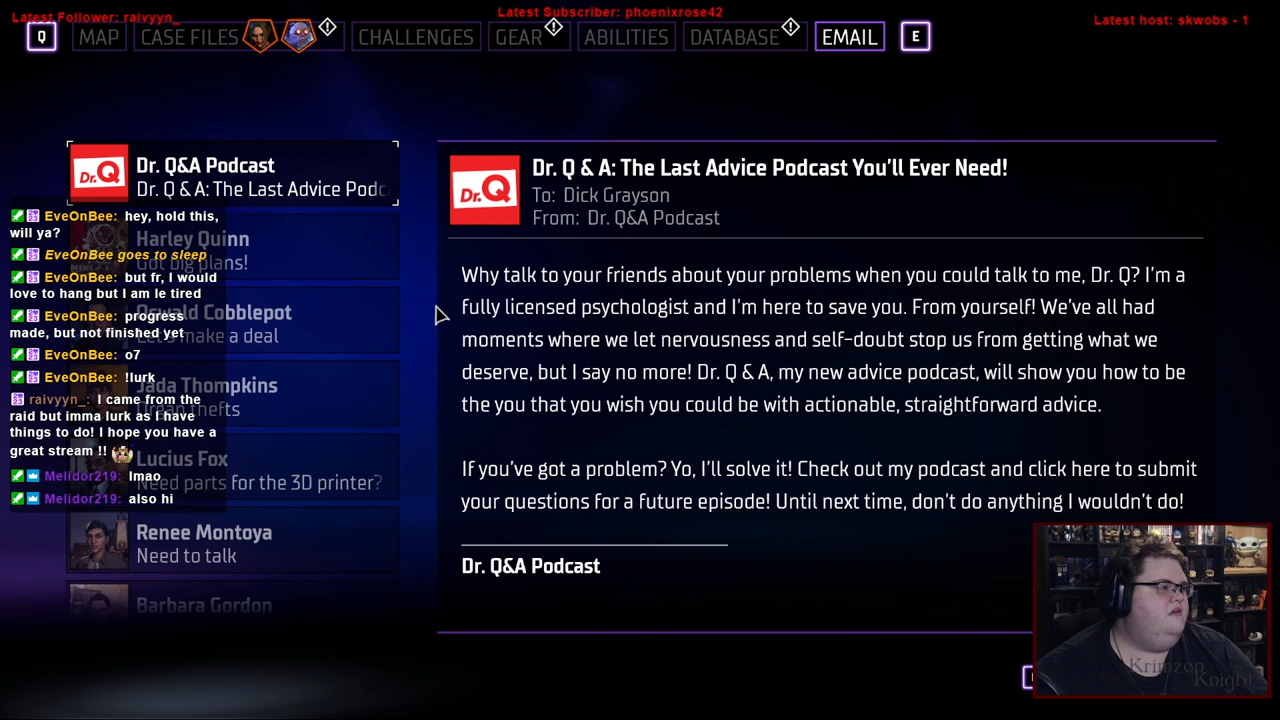 Latest Follower: raivyyn_
Latest Subscriber: phoenixrose42
Latest host: skwobs - 1
Q
MAP
CASE FILES
CHALLENGES
GEAR
ABILITIES
DATABASE
EMAIL
E
Dr.Q
Dr. Q&A Podcast
Dr. Q & A: The Last Advice Podc
Harley Quinn
Got big plans!
Oswald Cobblepot
Let's make a deal
Jada Thompkins
Urban thefts
Lucius Fox
Need parts for the 3D printer?
Renee Montoya
Need to talk
Barbara Gordon
EveOnBee: hey, hold this,
will ya?
EveOnBee goes to sleep
EveOnBee: but fr, I would
love to hang but I am le tired
EveOnBee: progress
made, but not finished yet
EveOnBee: o7
EveOnBee: !lurk
raivyyn_: I came from the
raid but imma lurk as I have
things to do! I hope you have a
great stream !!
Melidor219: lmao
Melidor219: also hi
Dr.Q
Dr. Q & A: The Last Advice Podcast You'll Ever Need!
To: Dick Grayson
From: Dr. Q&A Podcast
Why talk to your friends about your problems when you could talk to me, Dr. Q? I'm a
fully licensed psychologist and I'm here to save you. From yourself! We've all had
moments where we let nervousness and self-doubt stop us from getting what we
deserve, but I say no more! Dr. Q & A, my new advice podcast, will show you how to be
the you that you wish you could be with actionable, straightforward advice.
If you've got a problem? Yo, I'll solve it! Check out my podcast and click here to submit
your questions for a future episode! Until next time, don't do anything I wouldn't do!
Dr. Q&A Podcast
Krimzon
Knight